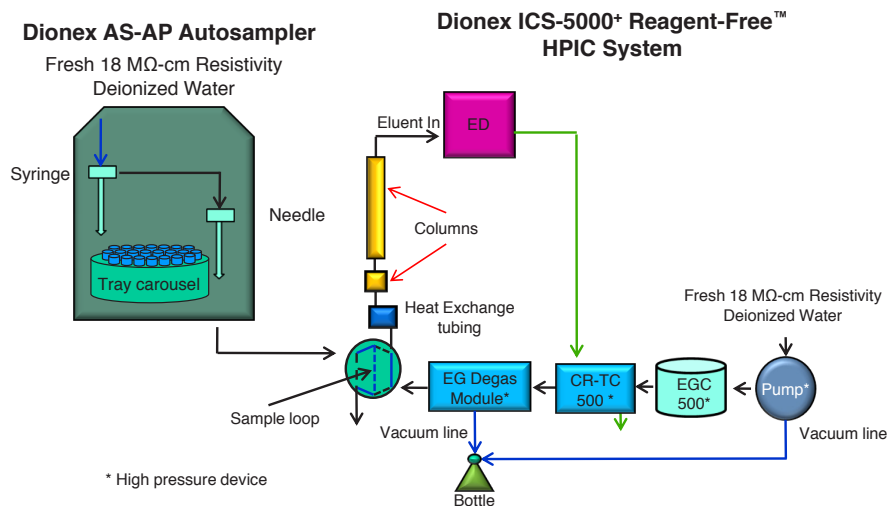 Dionex AS-AP Autosampler
Fresh 18 MΩ-cm Resistivity
Deionized Water
Dionex ICS-5000⁺ Reagent-Free™
HPIC System
Eluent In
ED
Syringe
Needle
Tray carousel
Columns
Heat Exchange
tubing
Fresh 18 MΩ-cm Resistivity
Deionized Water
Sample loop
EG Degas
Module*
CR-TC
500 *
EGC
500*
Pump*
Vacuum line
Vacuum line
* High pressure device
Bottle